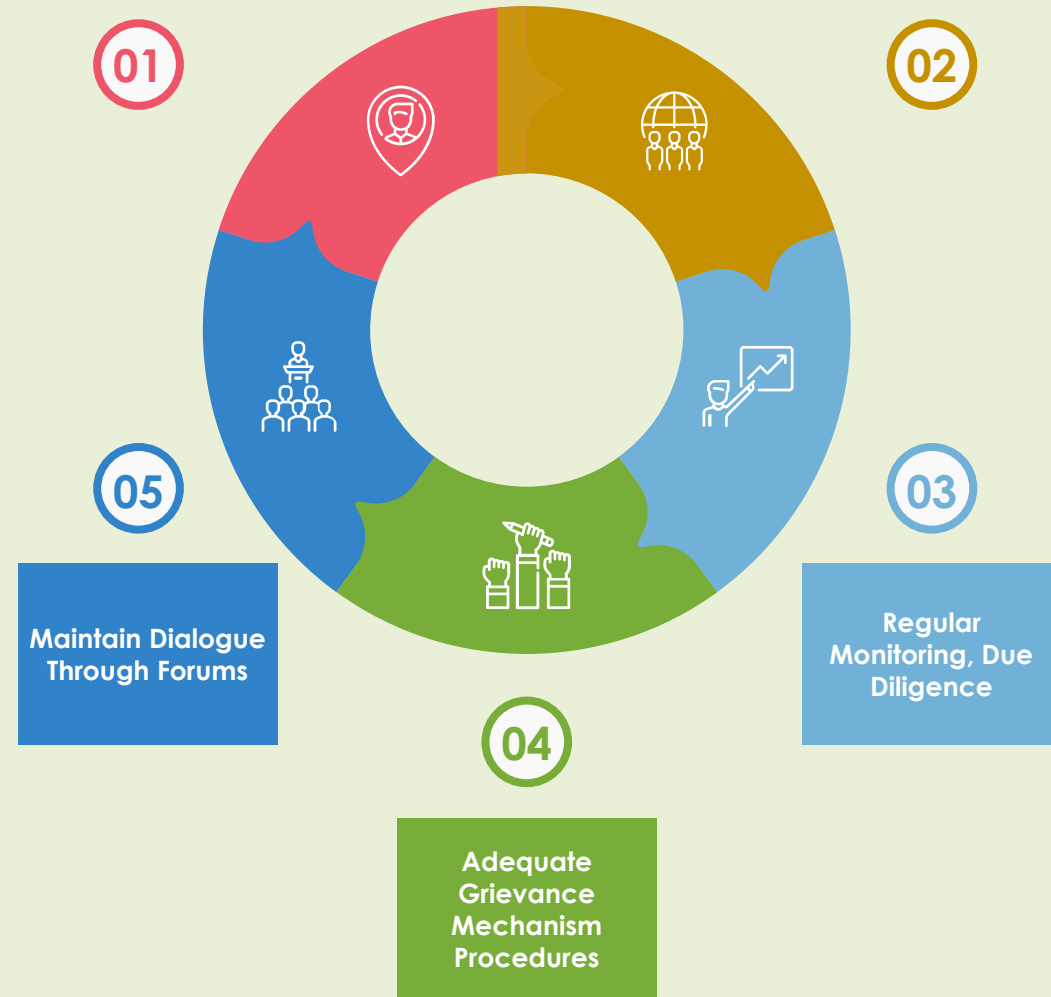 01
02
05
03
Maintain Dialogue
Through Forums
Regular
Monitoring, Due
Diligence
04
Adequate
Grievance
Mechanism
Procedures